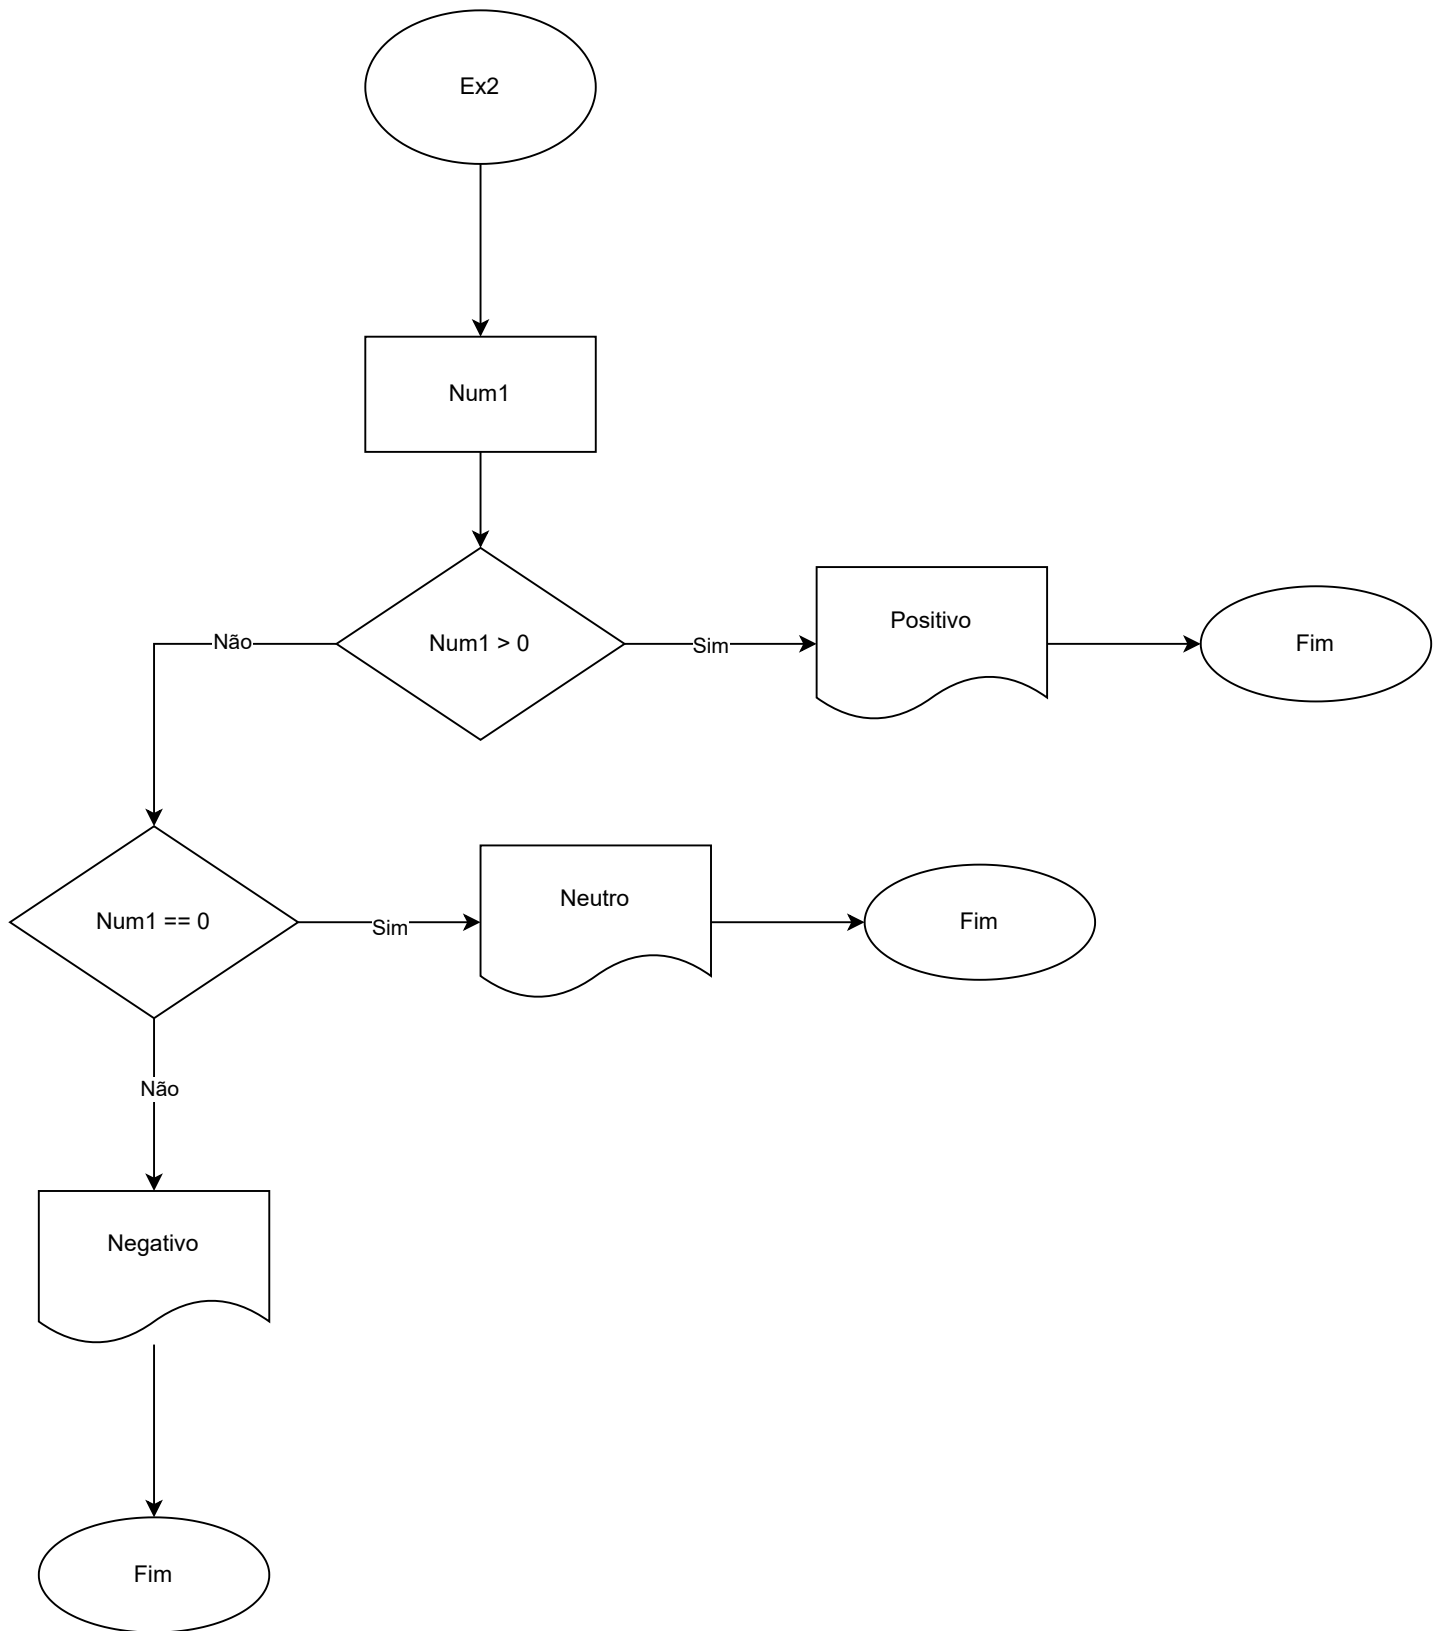 Ex2
Num1
Num1 > 0
Não
Sim
Positivo
Fim
Num1 == 0
Sim
Neutro
Fim
Não
Negativo
Fim